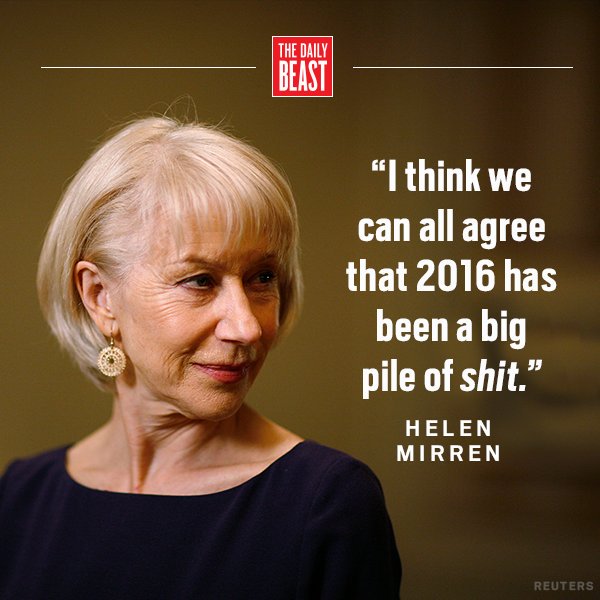 THE DAILY
BEAST
“I think we
can all agree
that 2016 has
been a big
pile of shit.”
HELEN
MIRREN
REUTERS